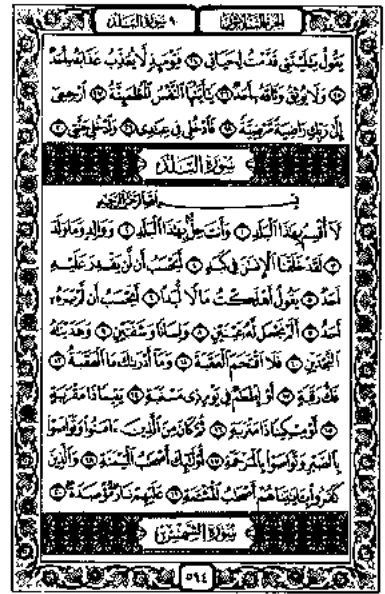 الجزء الثلاثون ٩٠ سورة البلد
يَقُولُ يَٰلَيْتَنِى قَدَّمْتُ لِحَيَاتِى ٢٤ فَيَوْمَئِذٍ لَّا يُعَذِّبُ عَذَابَهُۥٓ أَحَدٌ
٢٥ وَلَا يُوثِقُ وَثَاقَهُۥٓ أَحَدٌ ٢٦ يَٰٓأَيَّتُهَا ٱلنَّفْسُ ٱلْمُطْمَئِنَّةُ ٢٧ ٱرْجِعِىٓ
إِلَىٰ رَبِّكِ رَاضِيَةً مَّرْضِيَّةً ٢٨ فَٱدْخُلِى فِى عِبَٰدِى ٢٩ وَٱدْخُلِى جَنَّتِى ٣٠
سُورَةُ البَلَدِ
بِسْمِ ٱللَّهِ ٱلرَّحْمَٰنِ ٱلرَّحِيمِ
لَآ أُقْسِمُ بِهَٰذَا ٱلْبَلَدِ ١ وَأَنتَ حِلٌّۢ بِهَٰذَا ٱلْبَلَدِ ٢ وَوَالِدٍ وَمَا وَلَدَ
٣ لَقَدْ خَلَقْنَا ٱلْإِنسَٰنَ فِى كَبَدٍ ٤ أَيَحْسَبُ أَن لَّن يَقْدِرَ عَلَيْهِ
أَحَدٌ ٥ يَقُولُ أَهْلَكْتُ مَالًا لُّبَدًا ٦ أَيَحْسَبُ أَن لَّمْ يَرَهُۥٓ
أَحَدٌ ٧ أَلَمْ نَجْعَل لَّهُۥ عَيْنَيْنِ ٨ وَلِسَانًا وَشَفَتَيْنِ ٩ وَهَدَيْنَٰهُ
ٱلنَّجْدَيْنِ ١٠ فَلَا ٱقْتَحَمَ ٱلْعَقَبَةَ ١١ وَمَآ أَدْرَىٰكَ مَا ٱلْعَقَبَةُ ١٢
فَكُّ رَقَبَةٍ ١٣ أَوْ إِطْعَٰمٌ فِى يَوْمٍ ذِى مَسْغَبَةٍ ١٤ يَتِيمًا ذَا مَقْرَبَةٍ
١٥ أَوْ مِسْكِينًا ذَا مَتْرَبَةٍ ١٦ ثُمَّ كَانَ مِنَ ٱلَّذِينَ ءَامَنُوا۟ وَتَوَاصَوْا۟
بِٱلصَّبْرِ وَتَوَاصَوْا۟ بِٱلْمَرْحَمَةِ ١٧ أُو۟لَٰٓئِكَ أَصْحَٰبُ ٱلْمَيْمَنَةِ ١٨ وَٱلَّذِينَ
كَفَرُوا۟ بِـَٔايَٰتِنَا هُمْ أَصْحَٰبُ ٱلْمَشْـَٔمَةِ ١٩ عَلَيْهِمْ نَارٌ مُّؤْصَدَةٌۢ ٢٠
سُورَةُ الشَّمْسِ
٥٩٤